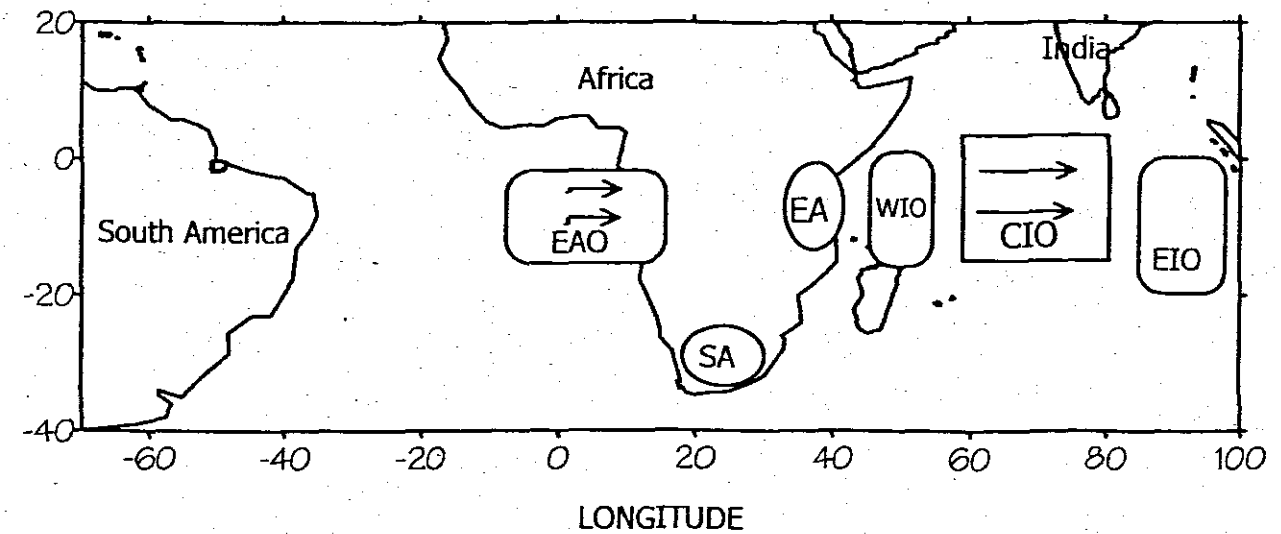 20
India
Africa
0
EA
WIO
South America
EAO
CIO
EIO
-20
SA
-40
-60
-40
-20
0
20
40
60
80
100
LONGITUDE